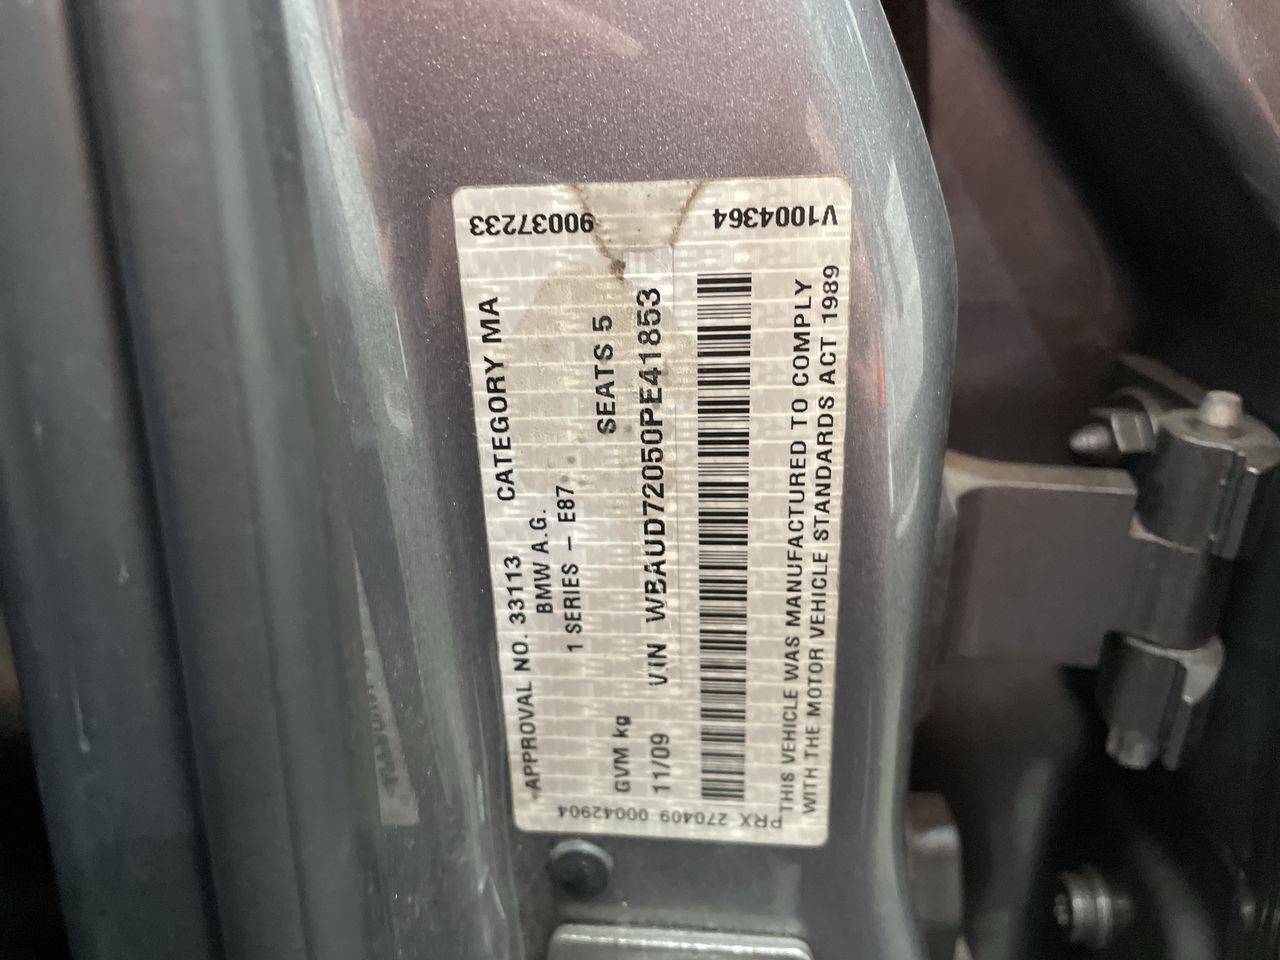 90037233
V1004364
APPROVAL NO. 33113 CATEGORY MA
BMW A.G.
1 SERIES – E87
SEATS 5
GVM kg
11/09 VIN WBAUD72050PE41853
THIS VEHICLE WAS MANUFACTURED TO COMPLY
WITH THE MOTOR VEHICLE STANDARDS ACT 1989
PRX 270409 00042904